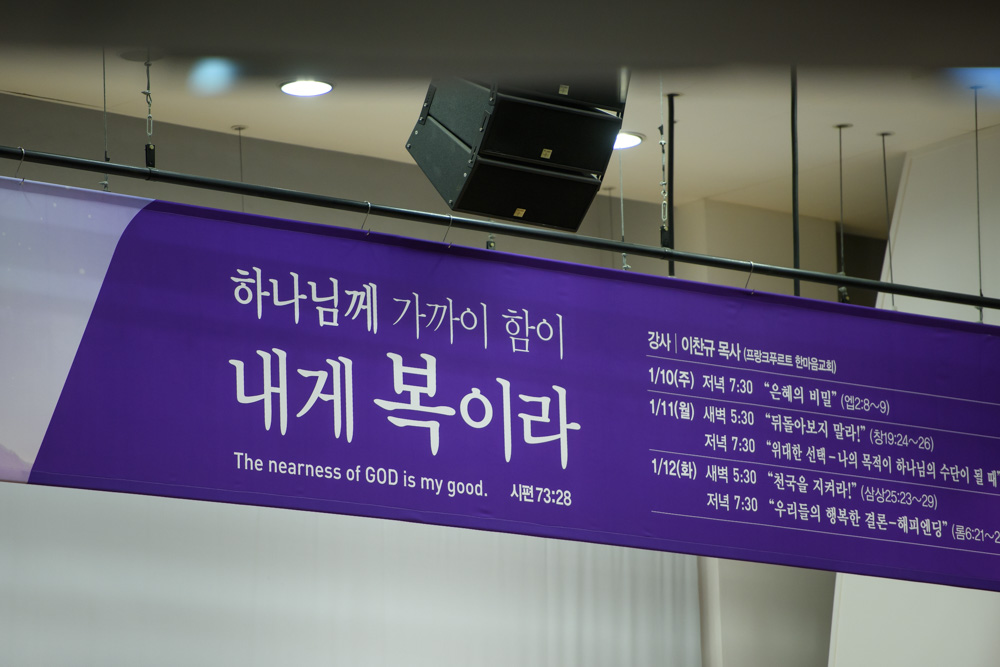 하나님께 가까이 함이
내게 복이라
The nearness of GOD is my good. 시편 73:28
강사 | 이찬규 목사 (프랑크푸르트 한마음교회)
1/10(주) 저녁 7:30 “은혜의 비밀” (엡2:8~9)
1/11(월) 새벽 5:30 “뒤돌아보지 말라!” (창19:24~26)
저녁 7:30 “위대한 선택 – 나의 목적이 하나님의 수단이 될 때”
1/12(화) 새벽 5:30 “천국을 지켜라!” (삼상25:23~29)
저녁 7:30 “우리들의 행복한 결론–해피엔딩” (롬6:21~2